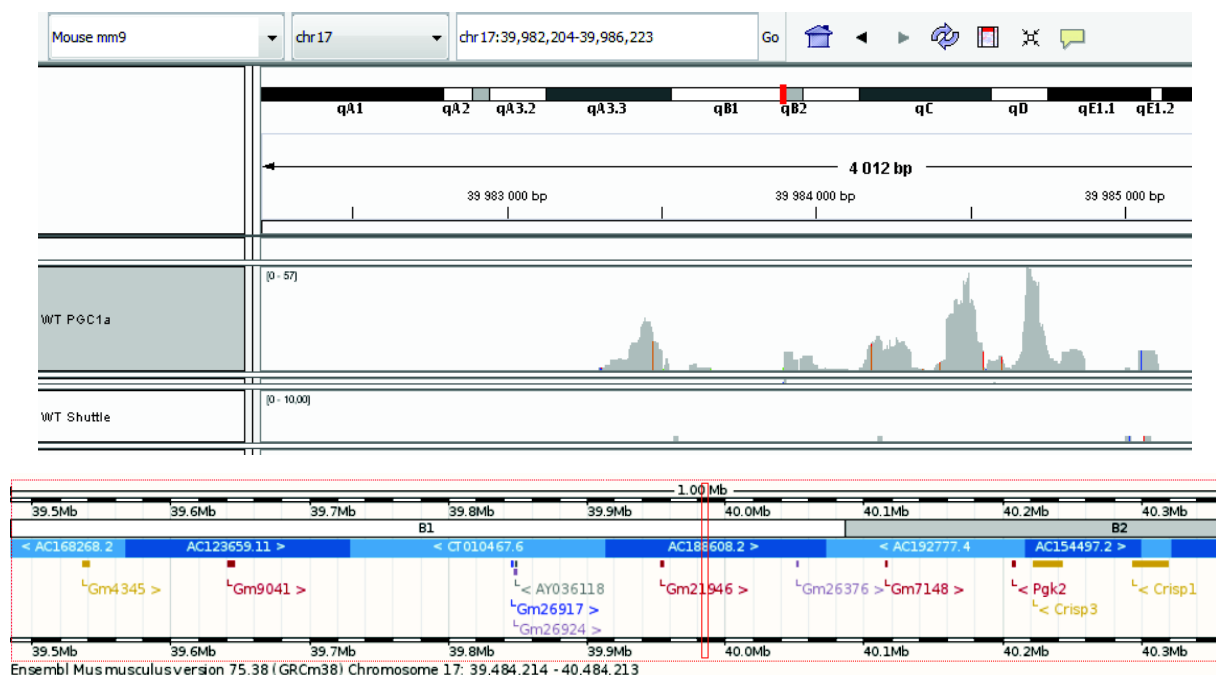 Mouse mm9 chr17 chr17:39,982,204-39,986,223 Go
qA1 qA2 qA3.2 qA3.3 qB1 qB2 qC qD qE1.1 qE1.2
4 012 bp
39 983 000 bp 39 984 000 bp 39 985 000 bp
[0 - 57]
WT PGC1a
[0 - 10,00]
WT Shuttle
1.00 Mb
39.5Mb 39.6Mb 39.7Mb 39.8Mb 39.9Mb 40.0Mb 40.1Mb 40.2Mb 40.3Mb
B1 B2
< AC168268.2 AC123659.11 > < CT010467.6 AC188608.2 > < AC192777.4 AC154497.2 >
Gm4345 > Gm9041 > < AY036118 Gm21946 > Gm26376 > Gm7148 > < Pgk2 < Crisp1
Gm26917 > < Crisp3
Gm26924 >
39.5Mb 39.6Mb 39.7Mb 39.8Mb 39.9Mb 40.0Mb 40.1Mb 40.2Mb 40.3Mb
Ensembl Mus musculus version 75.38 (GRCm38) Chromosome 17: 39,484,214 - 40,484,213